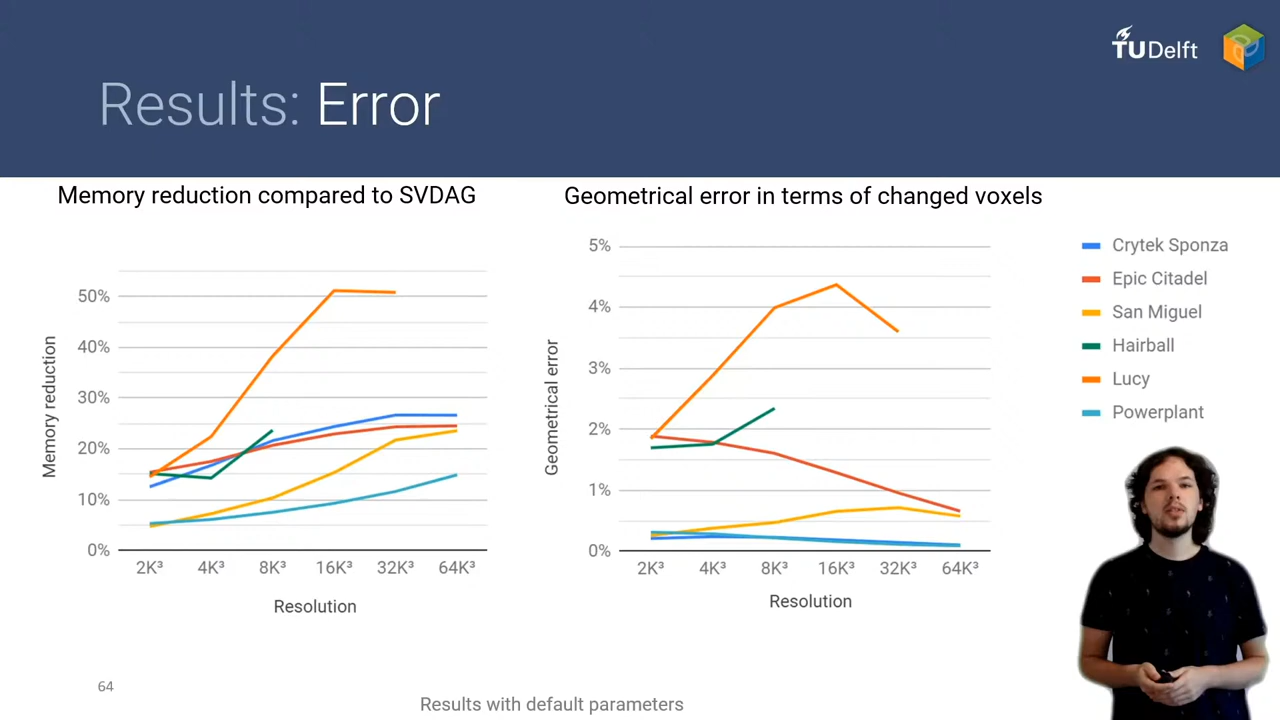 TUDelft
Results: Error
Memory reduction compared to SVDAG
Geometrical error in terms of changed voxels
Memory reduction
50%
40%
30%
20%
10%
0%
2K³ 4K³ 8K³ 16K³ 32K³ 64K³
Resolution
Geometrical error
5%
4%
3%
2%
1%
0%
2K³ 4K³ 8K³ 16K³ 32K³ 64K³
Resolution
Crytek Sponza
Epic Citadel
San Miguel
Hairball
Lucy
Powerplant
64
Results with default parameters